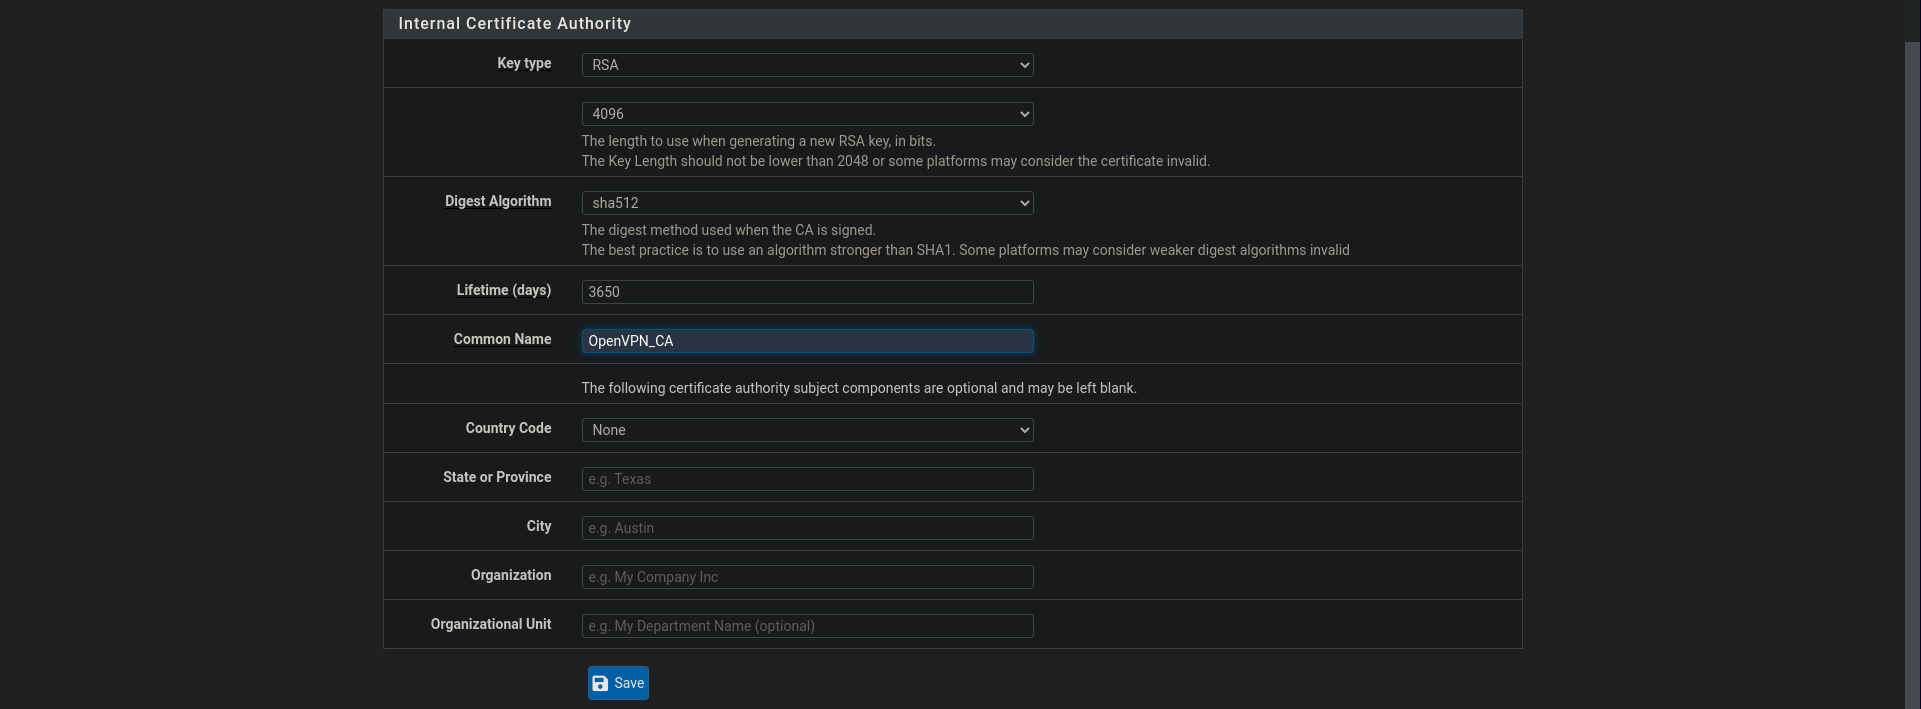 Internal Certificate Authority
Key type
RSA
4096
The length to use when generating a new RSA key, in bits.
The Key Length should not be lower than 2048 or some platforms may consider the certificate invalid.
Digest Algorithm
sha512
The digest method used when the CA is signed.
The best practice is to use an algorithm stronger than SHA1. Some platforms may consider weaker digest algorithms invalid
Lifetime (days)
3650
Common Name
OpenVPN_CA
The following certificate authority subject components are optional and may be left blank.
Country Code
None
State or Province
e.g. Texas
City
e.g. Austin
Organization
e.g. My Company Inc
Organizational Unit
e.g. My Department Name (optional)
Save